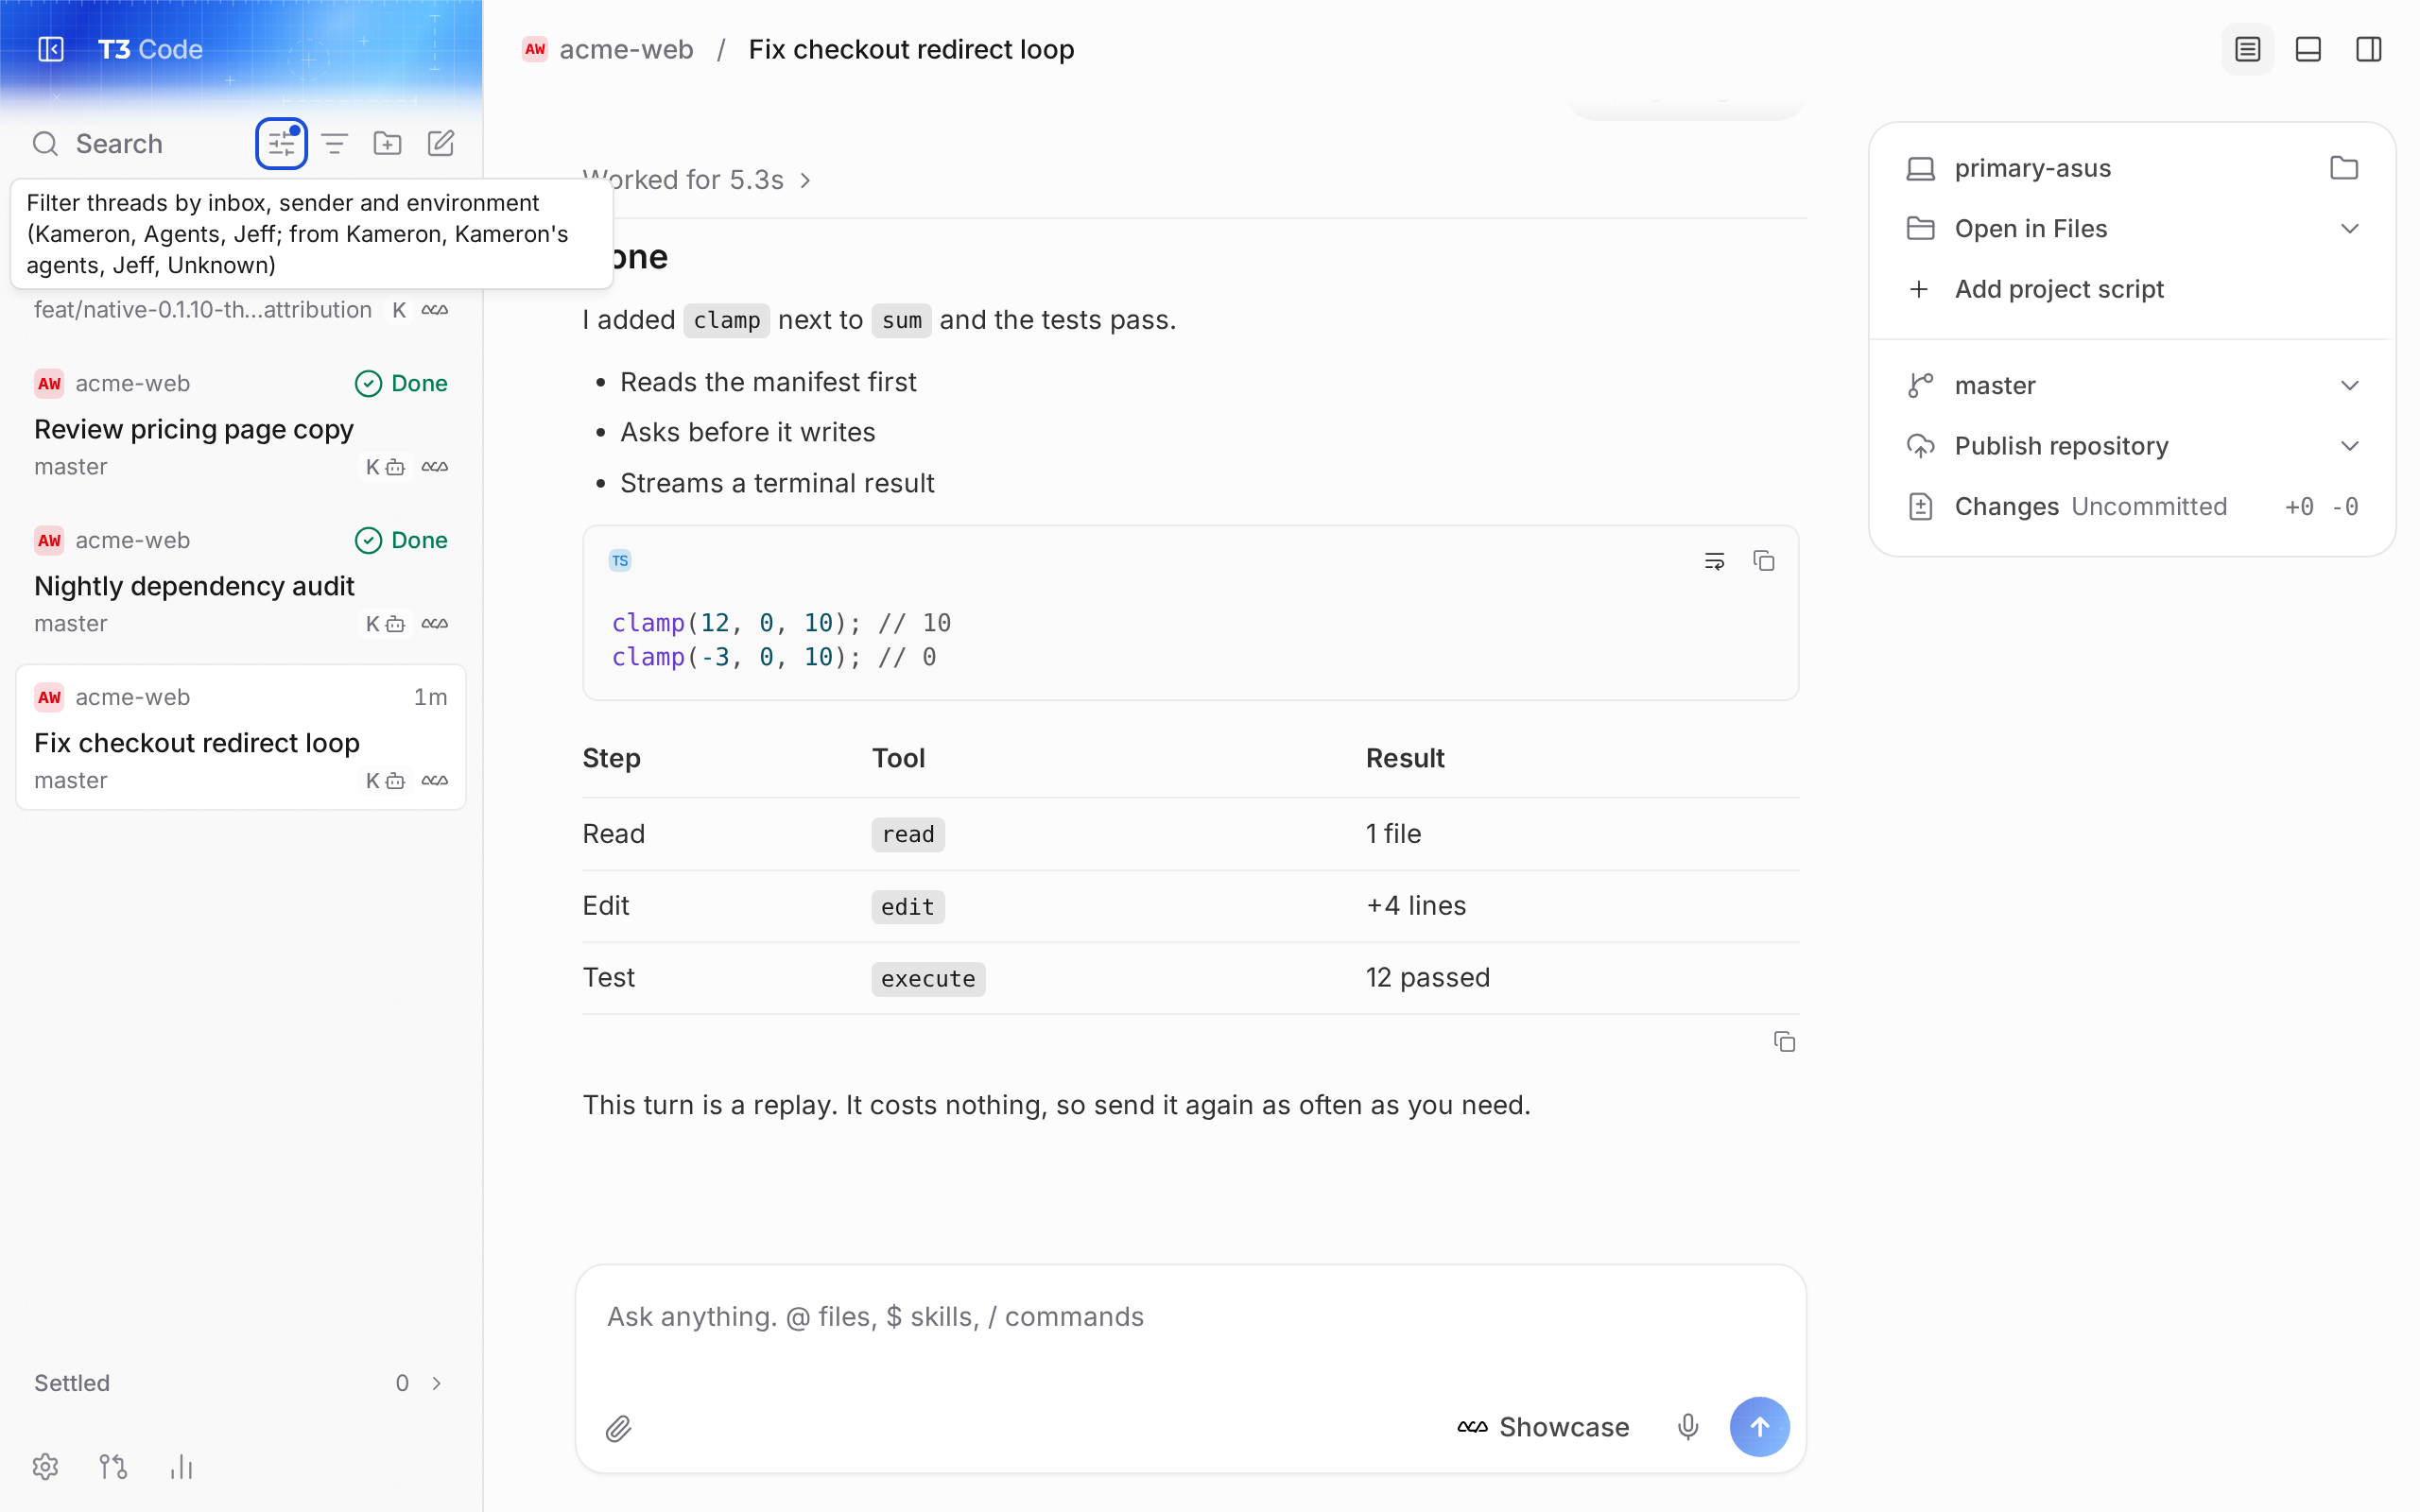 T3 Code
Search
Filter threads by inbox, sender and environment
(Kameron, Agents, Jeff; from Kameron, Kameron's
agents, Jeff, Unknown)
feat/native-0.1.10-th...attribution K
AW acme-web Done
Review pricing page copy
master K
AW acme-web Done
Nightly dependency audit
master K
AW acme-web 1m
Fix checkout redirect loop
master K
Settled 0
AW acme-web / Fix checkout redirect loop
Worked for 5.3s
one
I added clamp next to sum and the tests pass.
• Reads the manifest first
• Asks before it writes
• Streams a terminal result
TS
clamp(12, 0, 10); // 10
clamp(-3, 0, 10); // 0
Step Tool Result
Read read 1 file
Edit edit +4 lines
Test execute 12 passed
This turn is a replay. It costs nothing, so send it again as often as you need.
Ask anything. @ files, $ skills, / commands
Showcase
primary-asus
Open in Files
Add project script
master
Publish repository
Changes Uncommitted +0 -0